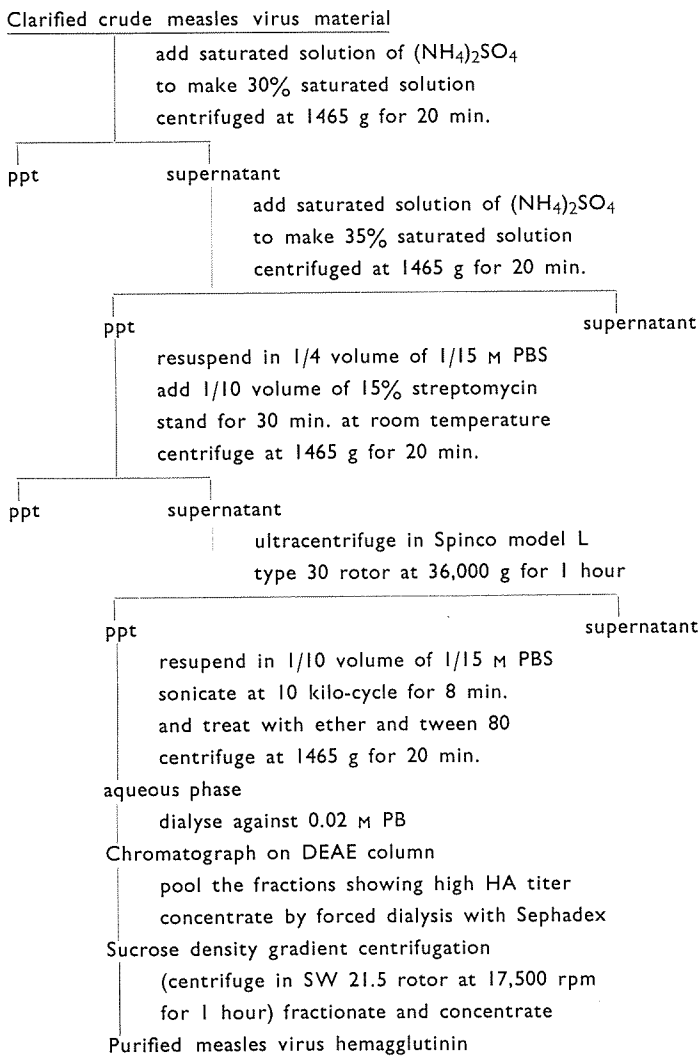 Clarified crude measles virus material
add saturated solution of (NH4)2SO4
to make 30% saturated solution
centrifuged at 1465 g for 20 min.
ppt supernatant
add saturated solution of (NH4)2SO4
to make 35% saturated solution
centrifuged at 1465 g for 20 min.
ppt supernatant
resuspend in 1/4 volume of 1/15 M PBS
add 1/10 volume of 15% streptomycin
stand for 30 min. at room temperature
centrifuge at 1465 g for 20 min.
ppt supernatant
ultracentrifuge in Spinco model L
type 30 rotor at 36,000 g for 1 hour
ppt supernatant
resupend in 1/10 volume of 1/15 M PBS
sonicate at 10 kilo-cycle for 8 min.
and treat with ether and tween 80
centrifuge at 1465 g for 20 min.
aqueous phase
dialyse against 0.02 M PB
Chromatograph on DEAE column
pool the fractions showing high HA titer
concentrate by forced dialysis with Sephadex
Sucrose density gradient centrifugation
(centrifuge in SW 21.5 rotor at 17,500 rpm
for 1 hour) fractionate and concentrate
Purified measles virus hemagglutinin